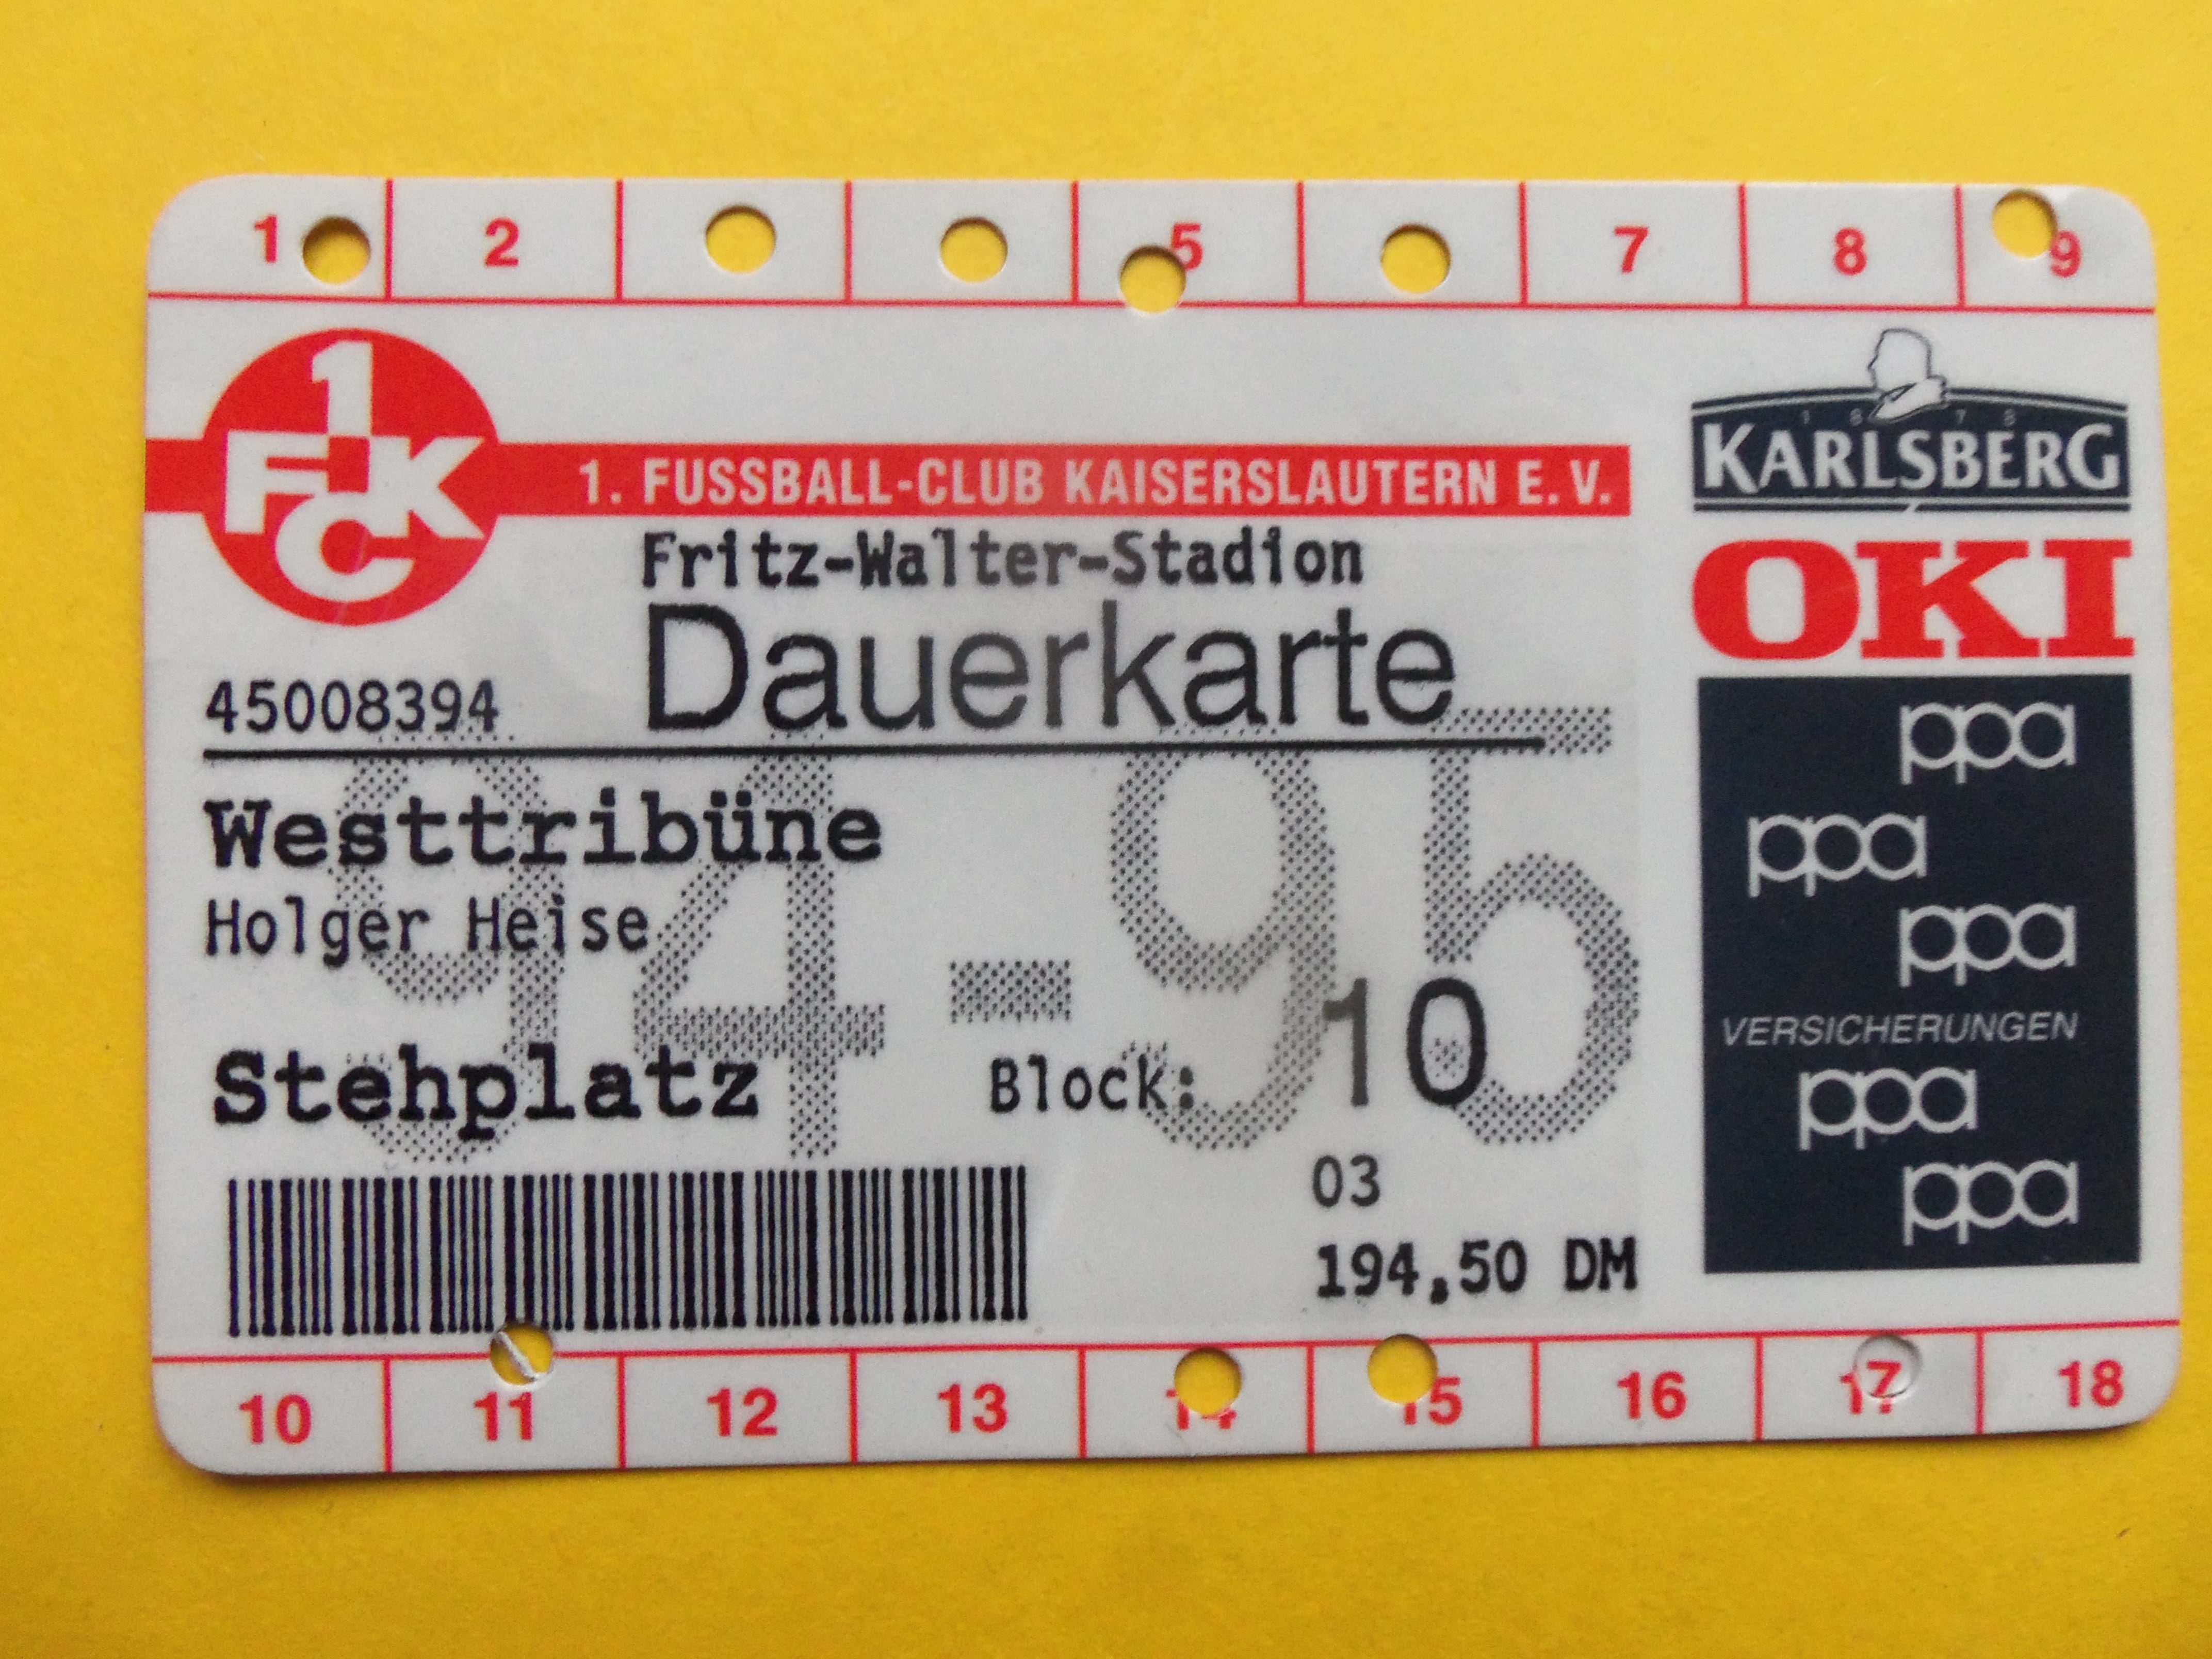 1 2 5 7 8 9
1
FCK
1. FUSSBALL-CLUB KAISERSLAUTERN E. V.
Fritz-Walter-Stadion
Dauerkarte
45008394
94-95
Westtribüne
Holger Heise
Stehplatz
Block: 10
03
194,50 DM
1878
KARLSBERG
OKI
ppa
ppa
ppa
VERSICHERUNGEN
ppa
ppa
10 11 12 13 14 15 16 17 18